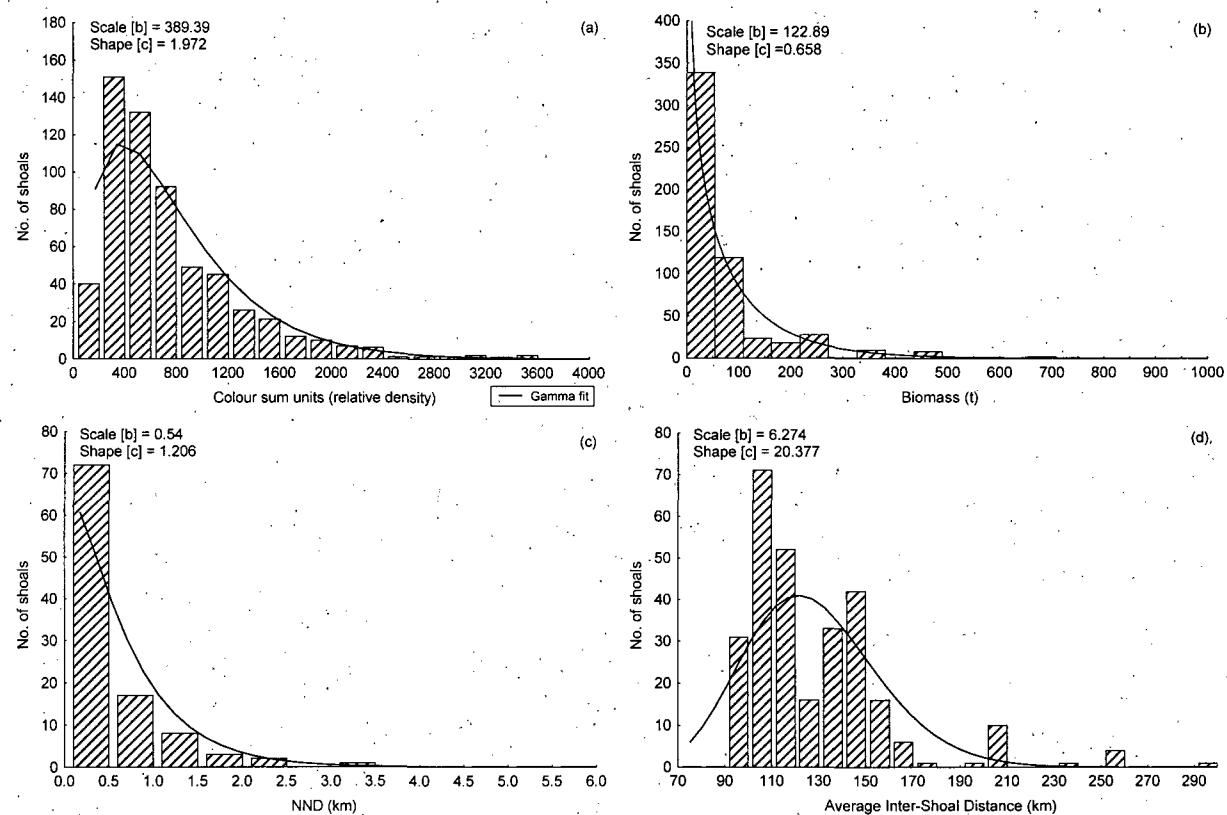 Scale [b] = 389.39
Shape [c] = 1.972
(a)
180
160
140
120
100
80
60
40
20
0
No. of shoals
0 400 800 1200 1600 2000 2400 2800 3200 3600 4000
Colour sum units (relative density)
Gamma fit
Scale [b] = 122.89
Shape [c] =0.658
(b)
400
350
300
250
200
150
100
50
0
No. of shoals
0 100 200 300 400 500 600 700 800 900 1000
Biomass (t)
Scale [b] = 0.54
Shape [c] = 1.206
(c)
80
70
60
50
40
30
20
10
0
No. of shoals
0.0 0.5 1.0 1.5 2.0 2.5 3.0 3.5 4.0 4.5 5.0 5.5 6.0
NND (km)
Scale [b] = 6.274
Shape [c] = 20.377
(d)
80
70
60
50
40
30
20
10
0
No. of shoals
70 90 110 130 150 170 190 210 230 250 270 290
Average Inter-Shoal Distance (km)